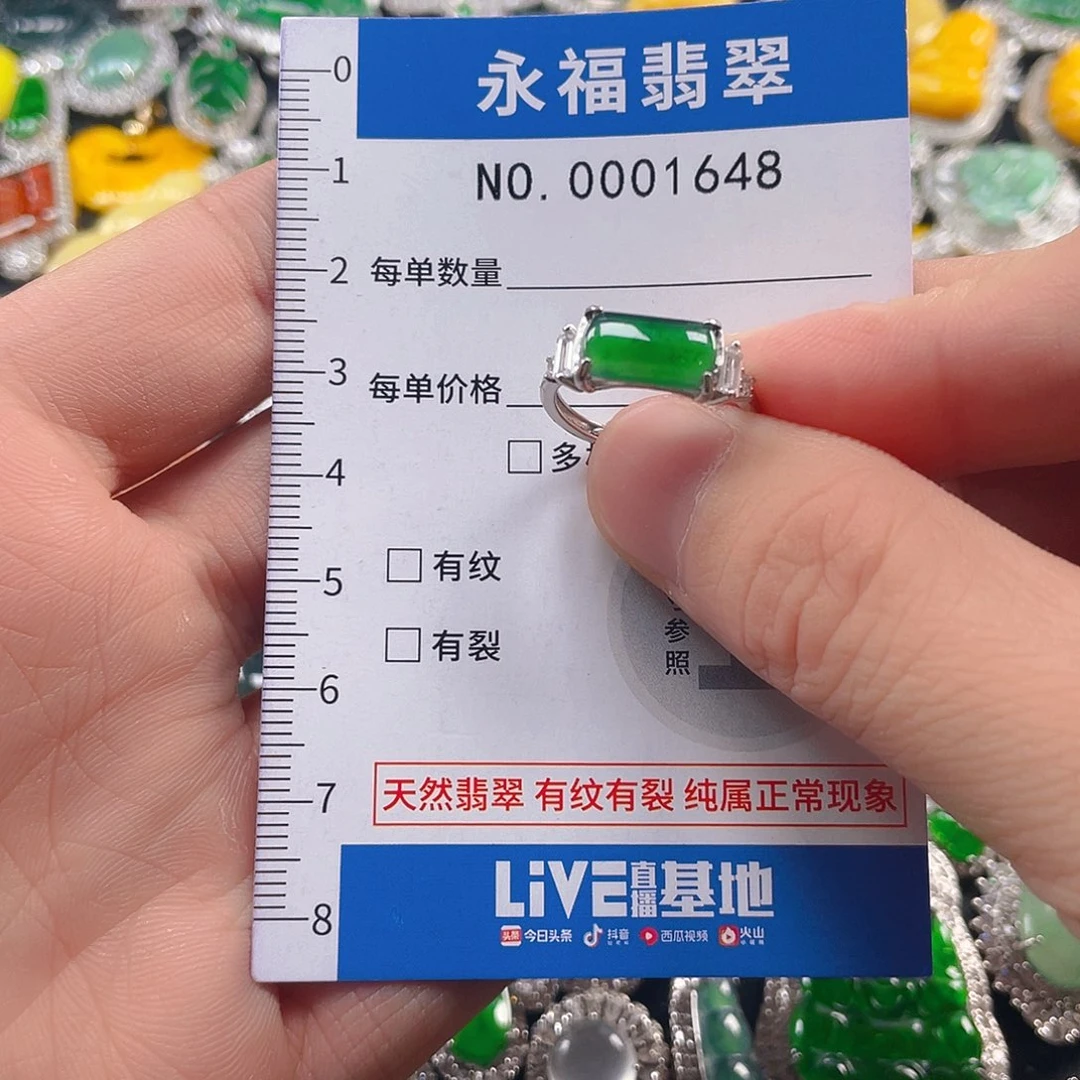 永福翡翠
NO. 0001648
0
1
2
3
4
5
6
7
8
每单数量
每单价格
多
有纹
有裂
参照
天然翡翠 有纹有裂 纯属正常现象
LiVE直播基地
头条 今日头条 抖音 西瓜视频 火山